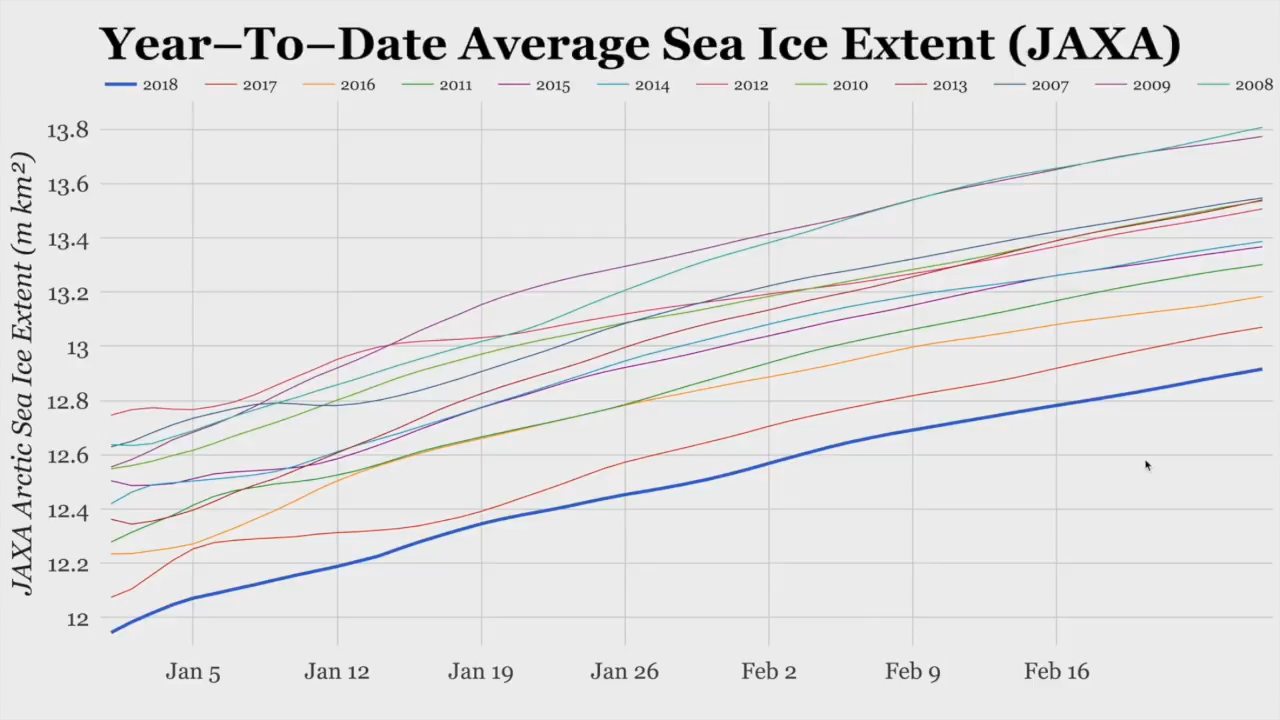 Year–To–Date Average Sea Ice Extent (JAXA)
2018 2017 2016 2011 2015 2014 2012 2010 2013 2007 2009 2008
JAXA Arctic Sea Ice Extent (m km²)
13.8
13.6
13.4
13.2
13
12.8
12.6
12.4
12.2
12
Jan 5 Jan 12 Jan 19 Jan 26 Feb 2 Feb 9 Feb 16